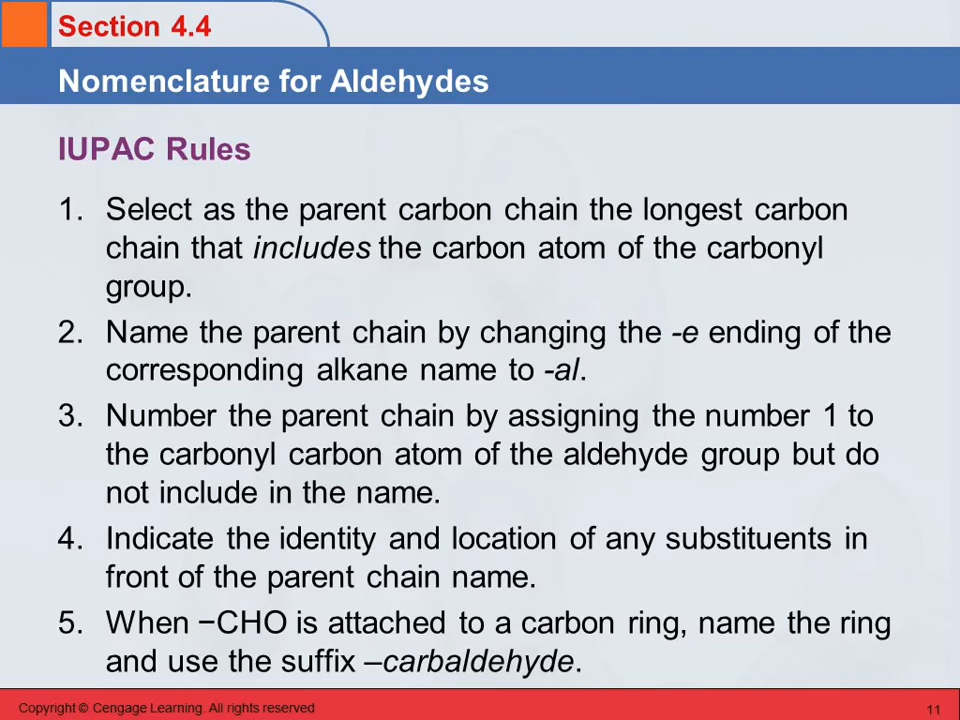 Section 4.4
Nomenclature for Aldehydes
IUPAC Rules
1. Select as the parent carbon chain the longest carbon
chain that includes the carbon atom of the carbonyl
group.
2. Name the parent chain by changing the -e ending of the
corresponding alkane name to -al.
3. Number the parent chain by assigning the number 1 to
the carbonyl carbon atom of the aldehyde group but do
not include in the name.
4. Indicate the identity and location of any substituents in
front of the parent chain name.
5. When −CHO is attached to a carbon ring, name the ring
and use the suffix –carbaldehyde.
Copyright © Cengage Learning. All rights reserved
11